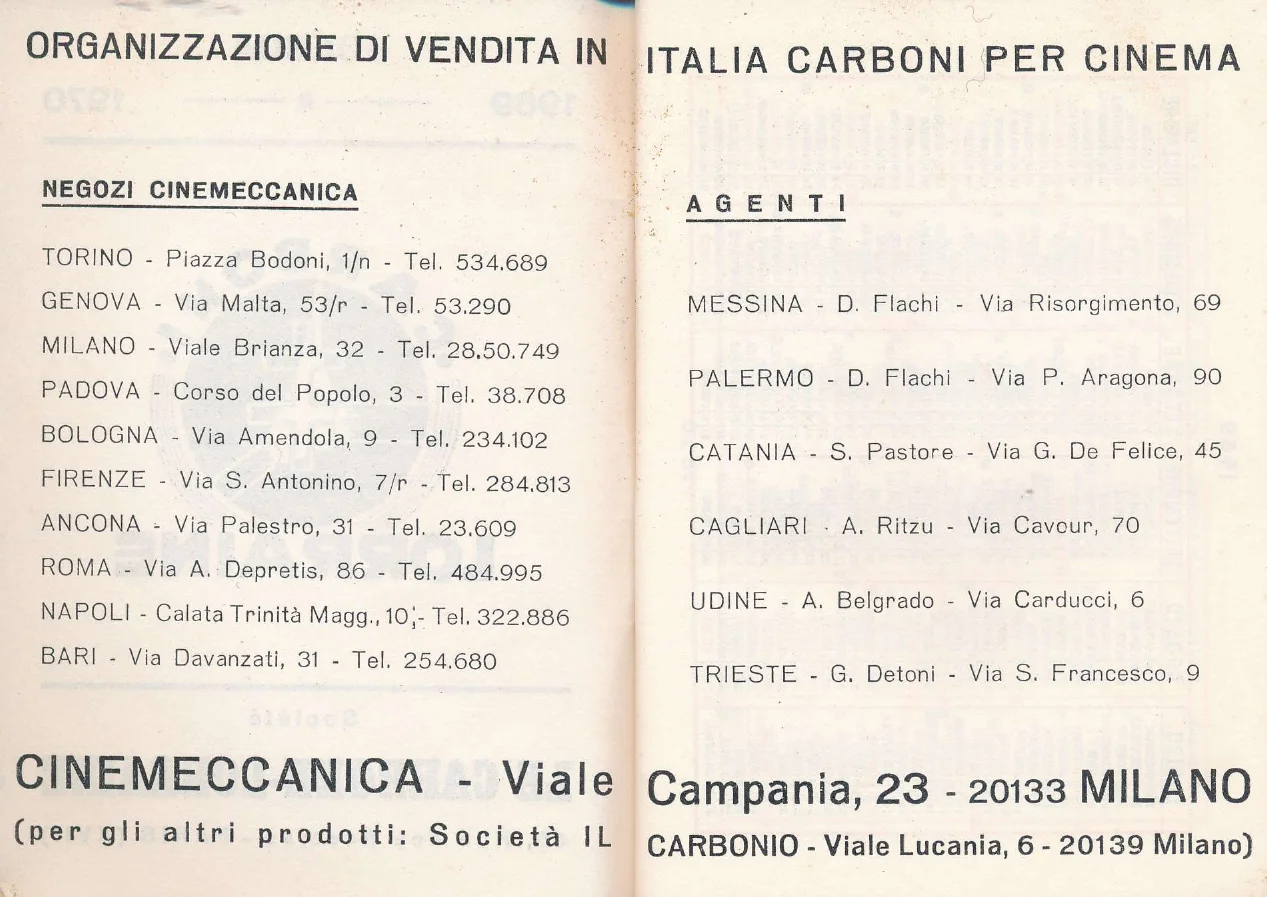 ORGANIZZAZIONE DI VENDITA IN ITALIA CARBONI PER CINEMA
NEGOZI CINEMECCANICA
TORINO - Piazza Bodoni, 1/n - Tel. 534.689
GENOVA - Via Malta, 53/r - Tel. 53.290
MILANO - Viale Brianza, 32 - Tel. 28.50.749
PADOVA - Corso del Popolo, 3 - Tel. 38.708
BOLOGNA - Via Amendola, 9 - Tel. 234.102
FIRENZE - Via S. Antonino, 7/r - Tel. 284.813
ANCONA - Via Palestro, 31 - Tel. 23.609
ROMA - Via A. Depretis, 86 - Tel. 484.995
NAPOLI - Calata Trinità Magg., 10, - Tel. 322.886
BARI - Via Davanzati, 31 - Tel. 254.680
AGENTI
MESSINA - D. Flachi - Via Risorgimento, 69
PALERMO - D. Flachi - Via P. Aragona, 90
CATANIA - S. Pastore - Via G. De Felice, 45
CAGLIARI - A. Ritzu - Via Cavour, 70
UDINE - A. Belgrado - Via Carducci, 6
TRIESTE - G. Detoni - Via S. Francesco, 9
CINEMECCANICA - Viale Campania, 23 - 20133 MILANO
(per gli altri prodotti: Società IL CARBONIO - Viale Lucania, 6 - 20139 Milano)